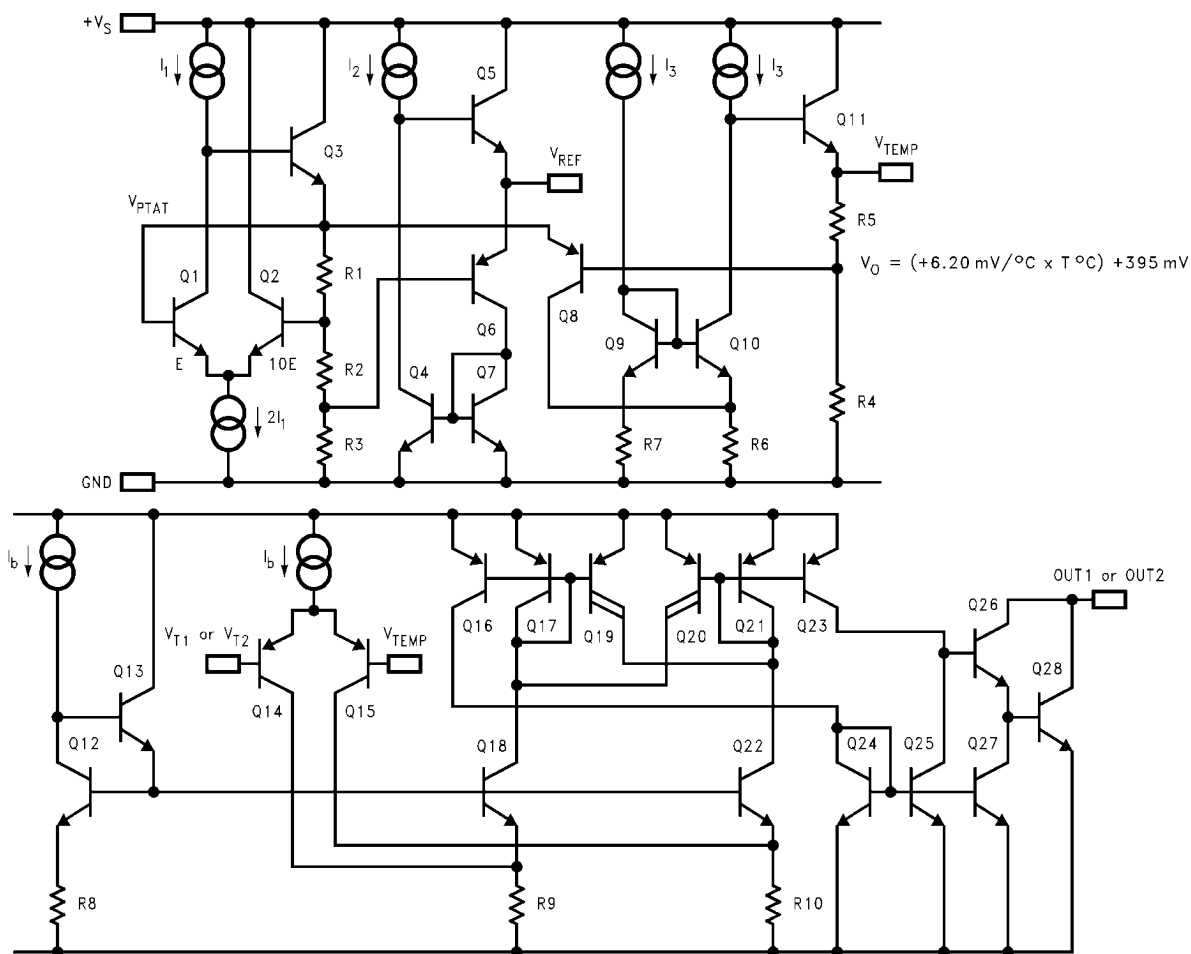 +VS
I1
I2
Q5
I3
I3
Q11
Q3
VREF
VTEMP
VPTAT
R5
Q1
Q2
R1
VO = (+6.20 mV/°C x T °C) +395 mV
Q6
Q8
Q9
Q10
E
10E
R2
Q4
Q7
R4
2I1
R3
R7
R6
GND
Ib
Ib
OUT1 or OUT2
Q16
Q17
Q19
Q20
Q21
Q23
Q26
VT1 or VT2
VTEMP
Q13
Q28
Q14
Q15
Q12
Q18
Q22
Q24
Q25
Q27
R8
R9
R10